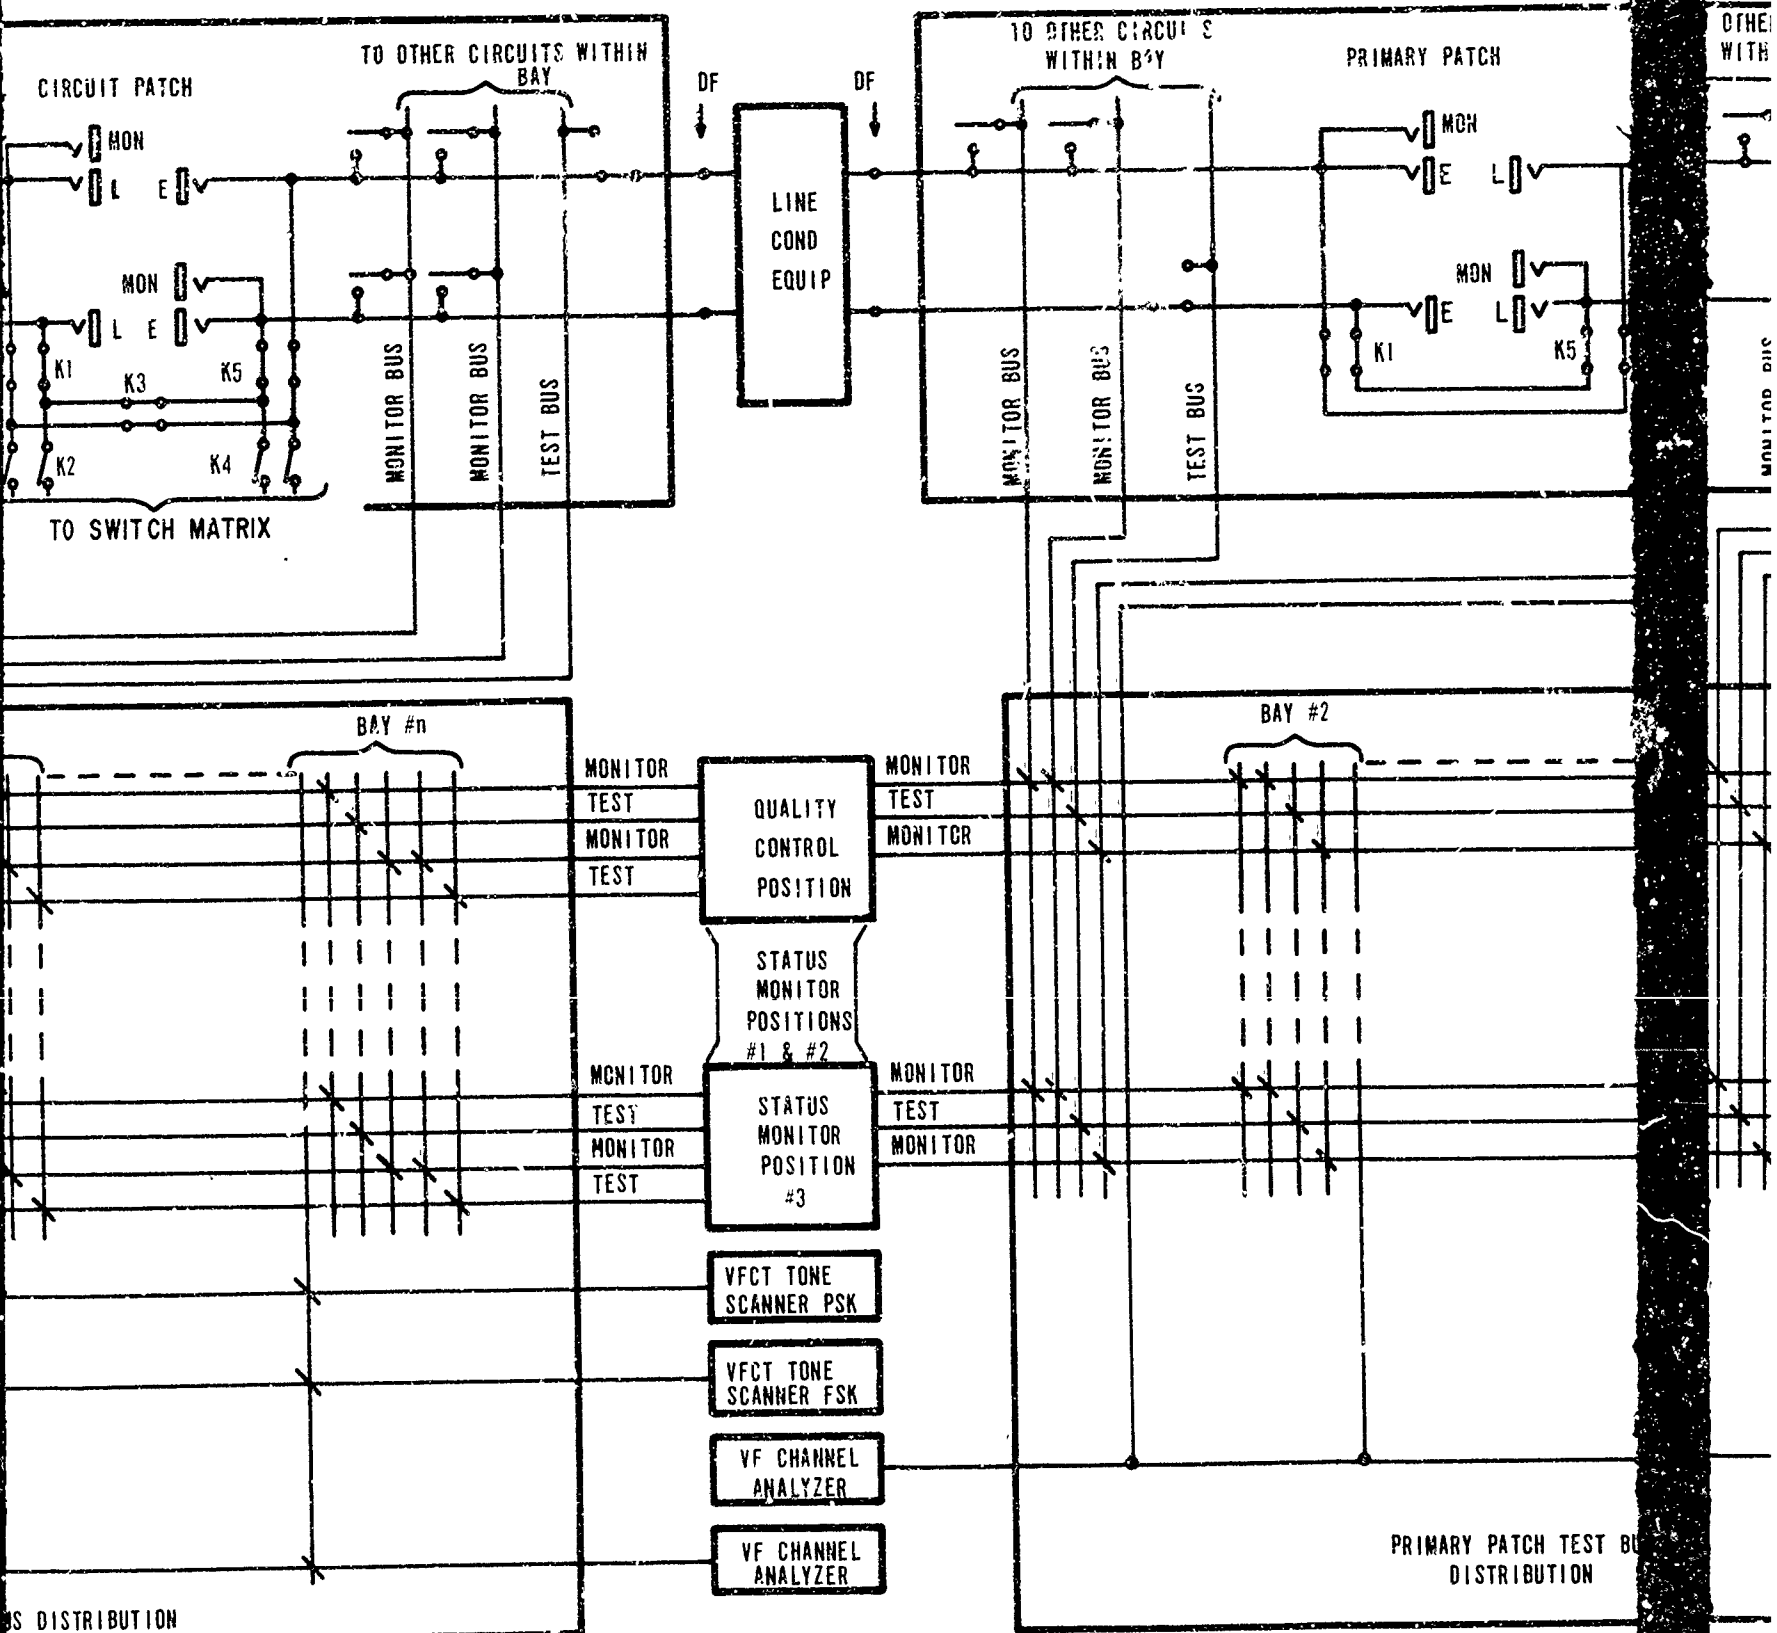 TO OTHER CIRCUITS WITHIN
BAY
CIRCUIT PATCH
MON
L E
MON
L E
K1
K3
K5
K2
K4
TO SWITCH MATRIX
MONITOR BUS
MONITOR BUS
TEST BUS
DF
DF
LINE
COND
EQUIP
TO OTHER
WITHIN
PRIMARY PATCH
MON
E L
MON
E L
K1
K5
MONITOR BUS
MONITOR BUS
TEST BUS
WITH
MONITOR BUS
BAY #n
MONITOR
TEST
MONITOR
TEST
QUALITY
CONTROL
POSITION
MONITOR
TEST
MONITOR
BAY #2
STATUS
MONITOR
POSITIONS
#1 & #2
MONITOR
TEST
MONITOR
TEST
STATUS
MONITOR
POSITION
#3
MONITOR
TEST
MONITOR
VFCT TONE
SCANNER PSK
VFCT TONE
SCANNER FSK
VF CHANNEL
ANALYZER
VF CHANNEL
ANALYZER
PRIMARY PATCH TEST
DISTRIBUTION
DISTRIBUTION